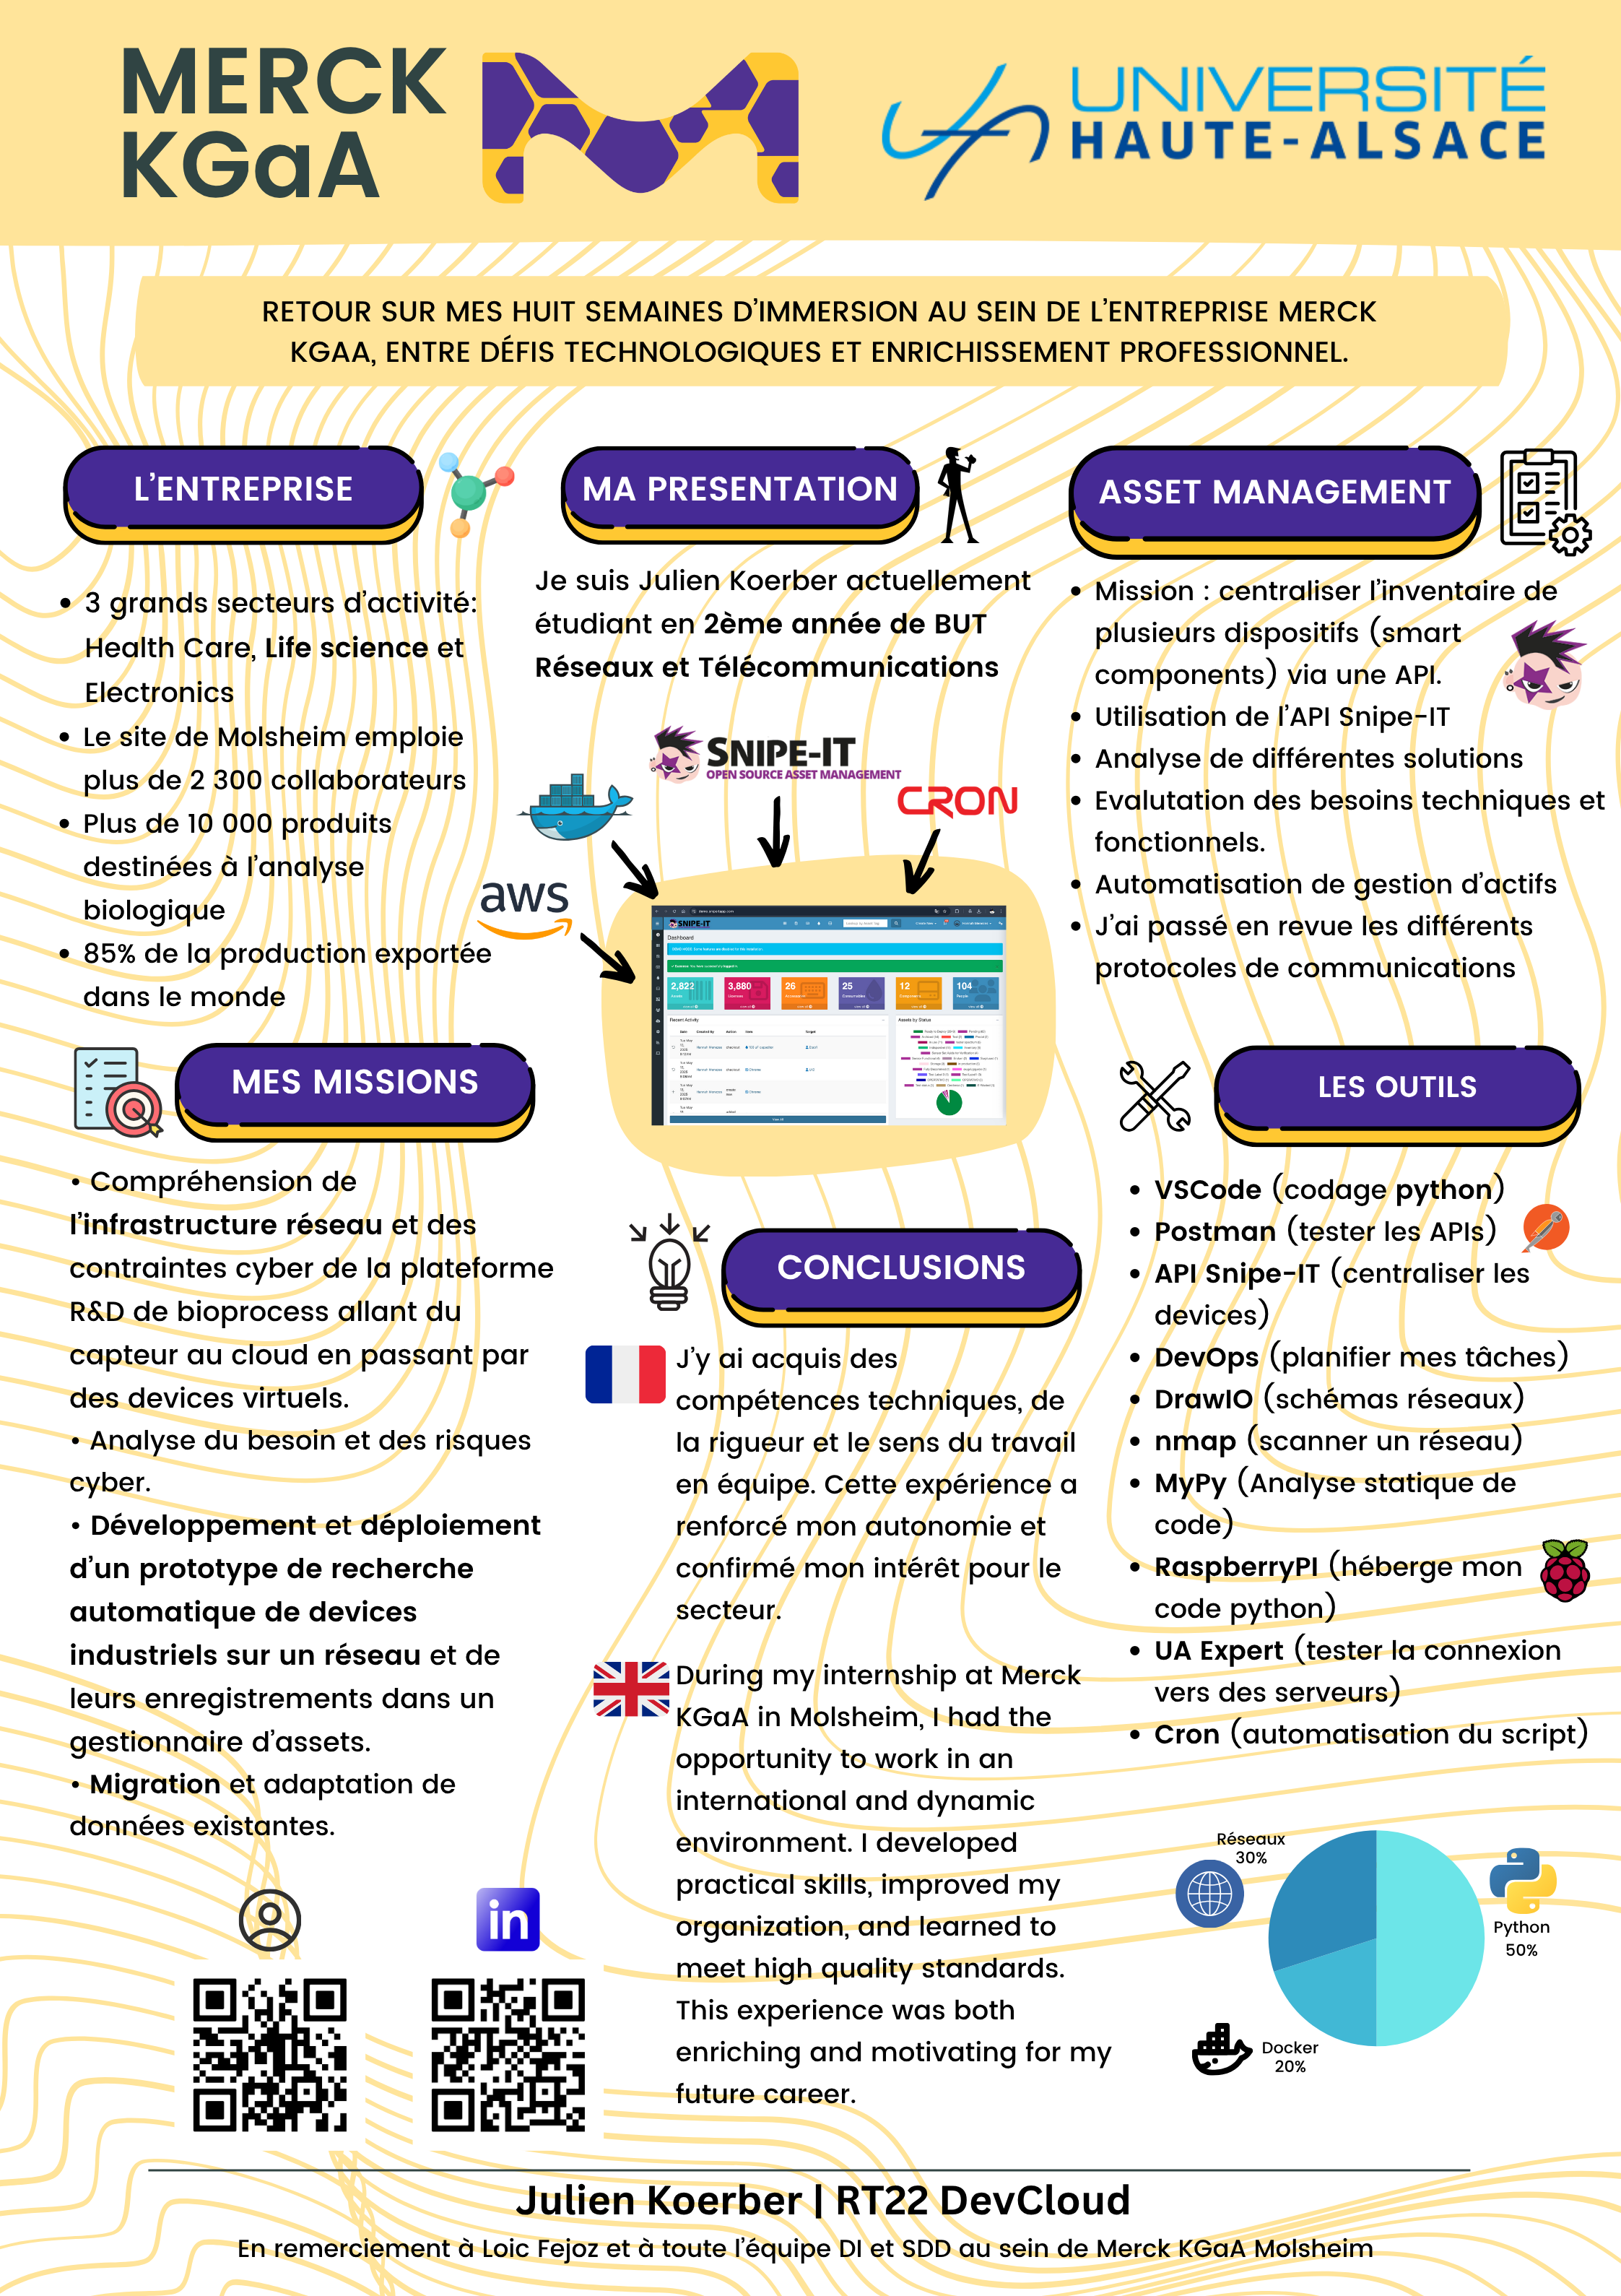 MERCK
KGaA
UNIVERSITÉ
HAUTE-ALSACE
RETOUR SUR MES HUIT SEMAINES D’IMMERSION AU SEIN DE L’ENTREPRISE MERCK
KGAA, ENTRE DÉFIS TECHNOLOGIQUES ET ENRICHISSEMENT PROFESSIONNEL.
L’ENTREPRISE
• 3 grands secteurs d’activité:
Health Care, Life science et
Electronics
• Le site de Molsheim emploie
plus de 2 300 collaborateurs
• Plus de 10 000 produits
destinées à l’analyse
biologique
• 85% de la production exportée
dans le monde
MA PRESENTATION
Je suis Julien Koerber actuellement
étudiant en 2ème année de BUT
Réseaux et Télécommunications
SNIPE-IT
OPEN SOURCE ASSET MANAGEMENT
CRON
aws
SNIPE-IT
Dashboard
2,822
3,880
26
25
12
104
Recent Activity
Assets by Status
ASSET MANAGEMENT
• Mission : centraliser l’inventaire de
plusieurs dispositifs (smart
components) via une API.
• Utilisation de l’API Snipe-IT
• Analyse de différentes solutions
• Evalutation des besoins techniques et
fonctionnels.
• Automatisation de gestion d’actifs
• J’ai passé en revue les différents
protocoles de communications
MES MISSIONS
• Compréhension de
l’infrastructure réseau et des
contraintes cyber de la plateforme
R&D de bioprocess allant du
capteur au cloud en passant par
des devices virtuels.
• Analyse du besoin et des risques
cyber.
• Développement et déploiement
d’un prototype de recherche
automatique de devices
industriels sur un réseau et de
leurs enregistrements dans un
gestionnaire d’assets.
• Migration et adaptation de
données existantes.
in
CONCLUSIONS
J’y ai acquis des
compétences techniques, de
la rigueur et le sens du travail
en équipe. Cette expérience a
renforcé mon autonomie et
confirmé mon intérêt pour le
secteur.
During my internship at Merck
KGaA in Molsheim, I had the
opportunity to work in an
international and dynamic
environment. I developed
practical skills, improved my
organization, and learned to
meet high quality standards.
This experience was both
enriching and motivating for my
future career.
LES OUTILS
• VSCode (codage python)
• Postman (tester les APIs)
• API Snipe-IT (centraliser les
devices)
• DevOps (planifier mes tâches)
• DrawIO (schémas réseaux)
• nmap (scanner un réseau)
• MyPy (Analyse statique de
code)
• RaspberryPI (héberge mon
code python)
• UA Expert (tester la connexion
vers des serveurs)
• Cron (automatisation du script)
Réseaux
30%
Python
50%
Docker
20%
Julien Koerber | RT22 DevCloud
En remerciement à Loic Fejoz et à toute l’équipe DI et SDD au sein de Merck KGaA Molsheim